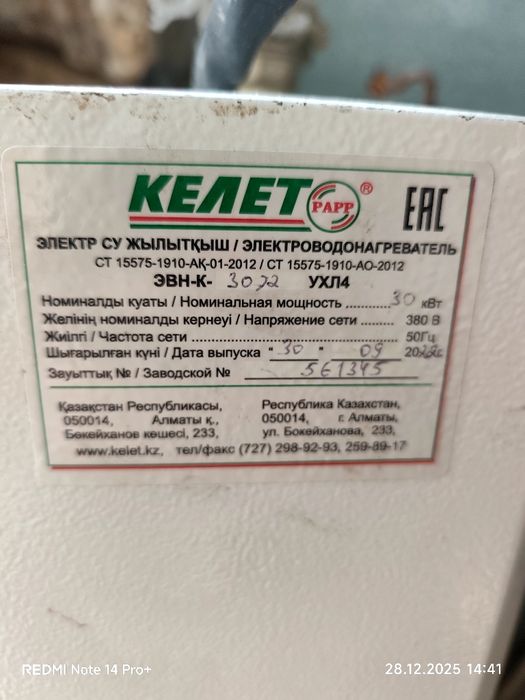 КЕЛЕТ РАРР ®
ЕАС
ЭЛЕКТР СУ ЖЫЛЫТҚЫШ / ЭЛЕКТРОВОДОНАГРЕВАТЕЛЬ
СТ 15575-1910-АҚ-01-2012 / СТ 15575-1910-АО-2012
ЭВН-К- УХЛ4
Номиналды куаты / Номинальная мощность 30 кВт
Желінің номиналды кернеуі / Напряжение сети 380 В
Жиілгі / Частота сети 50Гц
Шығарылған күні / Дата выпуска "30" 09
Зауыттық № / Заводской № 561345
Қазақстан Республикасы,
050014, Алматы қ.,
Бөкейханов көшесі, 233,
Республика Казахстан,
050014, г. Алматы,
ул. Бокейханова, 233,
www.kelet.kz, тел/факс (727) 298-92-93, 259-89-17
REDMI Note 14 Pro+
28.12.2025 14:41